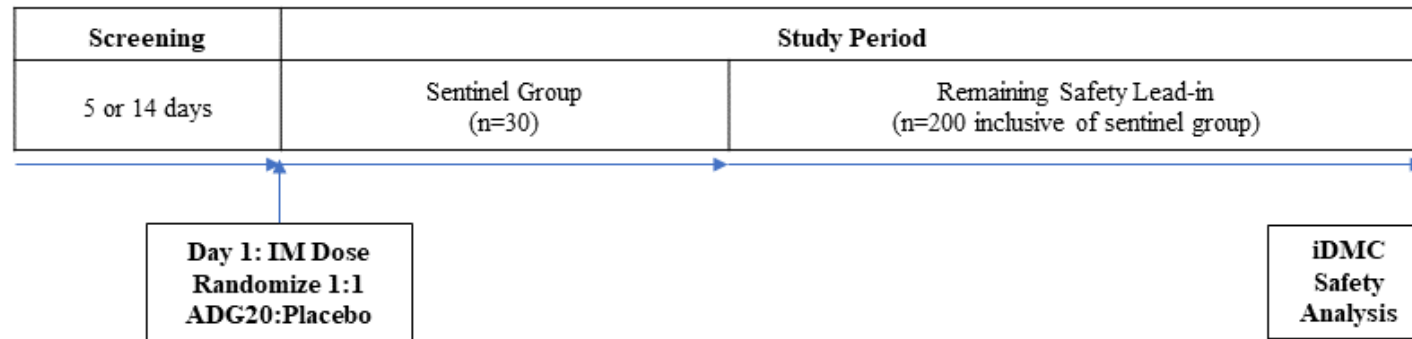 Screening
Study Period
5 or 14 days
Sentinel Group
(n=30)
Remaining Safety Lead-in
(n=200 inclusive of sentinel group)
Day 1: IM Dose
Randomize 1:1
ADG20:Placebo
iDMC
Safety
Analysis